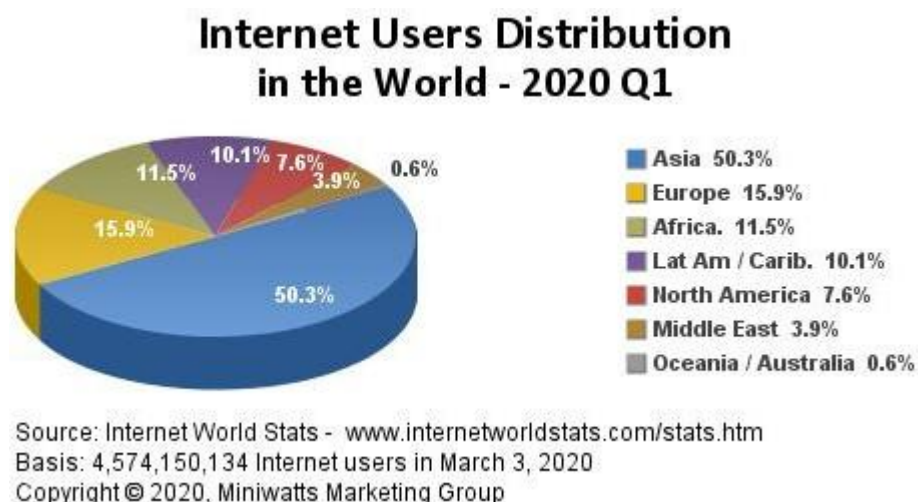 Internet Users Distribution
in the World - 2020 Q1
10.1%
7.6%
0.6%
11.5%
3.9%
15.9%
50.3%
Asia 50.3%
Europe 15.9%
Africa. 11.5%
Lat Am / Carib. 10.1%
North America 7.6%
Middle East 3.9%
Oceania / Australia 0.6%
Source: Internet World Stats - www.internetworldstats.com/stats.htm
Basis: 4,574,150,134 Internet users in March 3, 2020
Copyright © 2020, Miniwatts Marketing Group